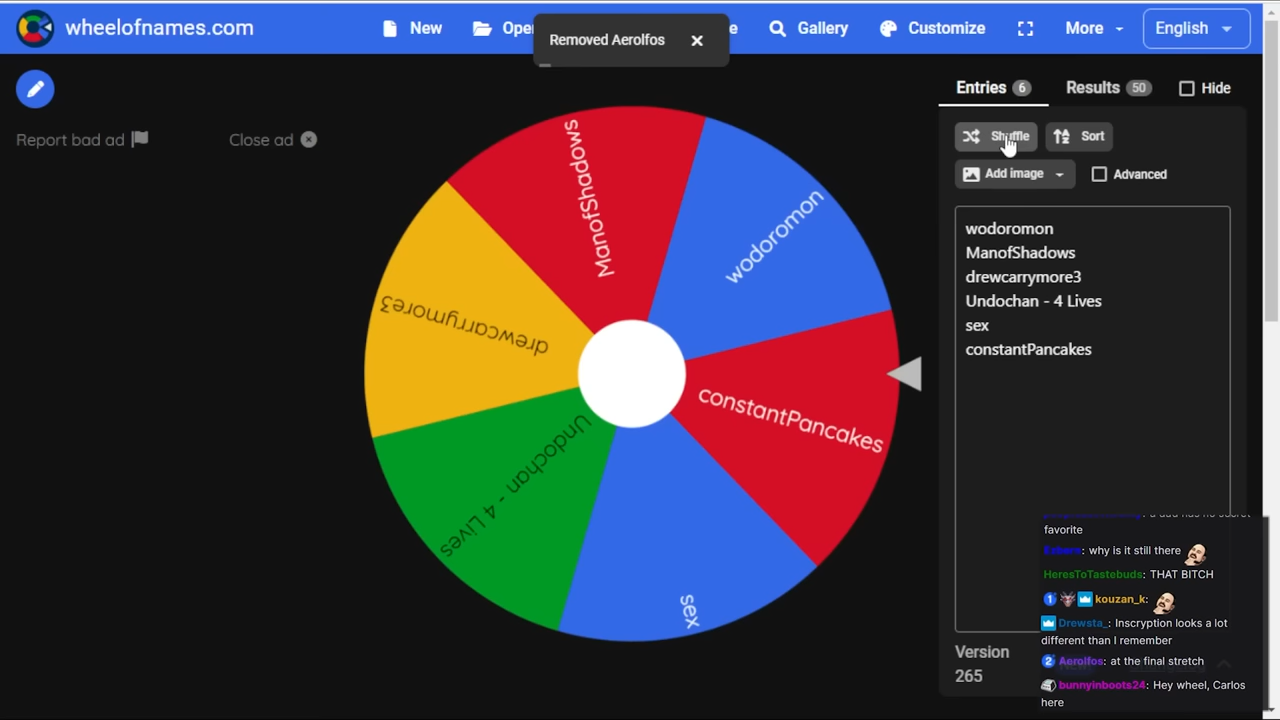 wheelofnames.com
New
Removed Aerolfos
Gallery
Customize
More
English
Report bad ad
Close ad
Entries 6
Results 50
Hide
Shuffle
Sort
Add image
Advanced
wodoromon
ManofShadows
drewcarrymore3
Undochan - 4 Lives
sex
constantPancakes
ManofShadows
wodoromon
drewcarrymore3
constantPancakes
Undochan - 4 Lives
sex
favorite
: why is it still there
HeresToTastebuds: THAT BITCH
1 kouzan_k:
Drewsta_: Inscryption looks a lot
different than I remember
2 Aerolfos: at the final stretch
bunnyinboots24: Hey wheel, Carlos
here
Version
265